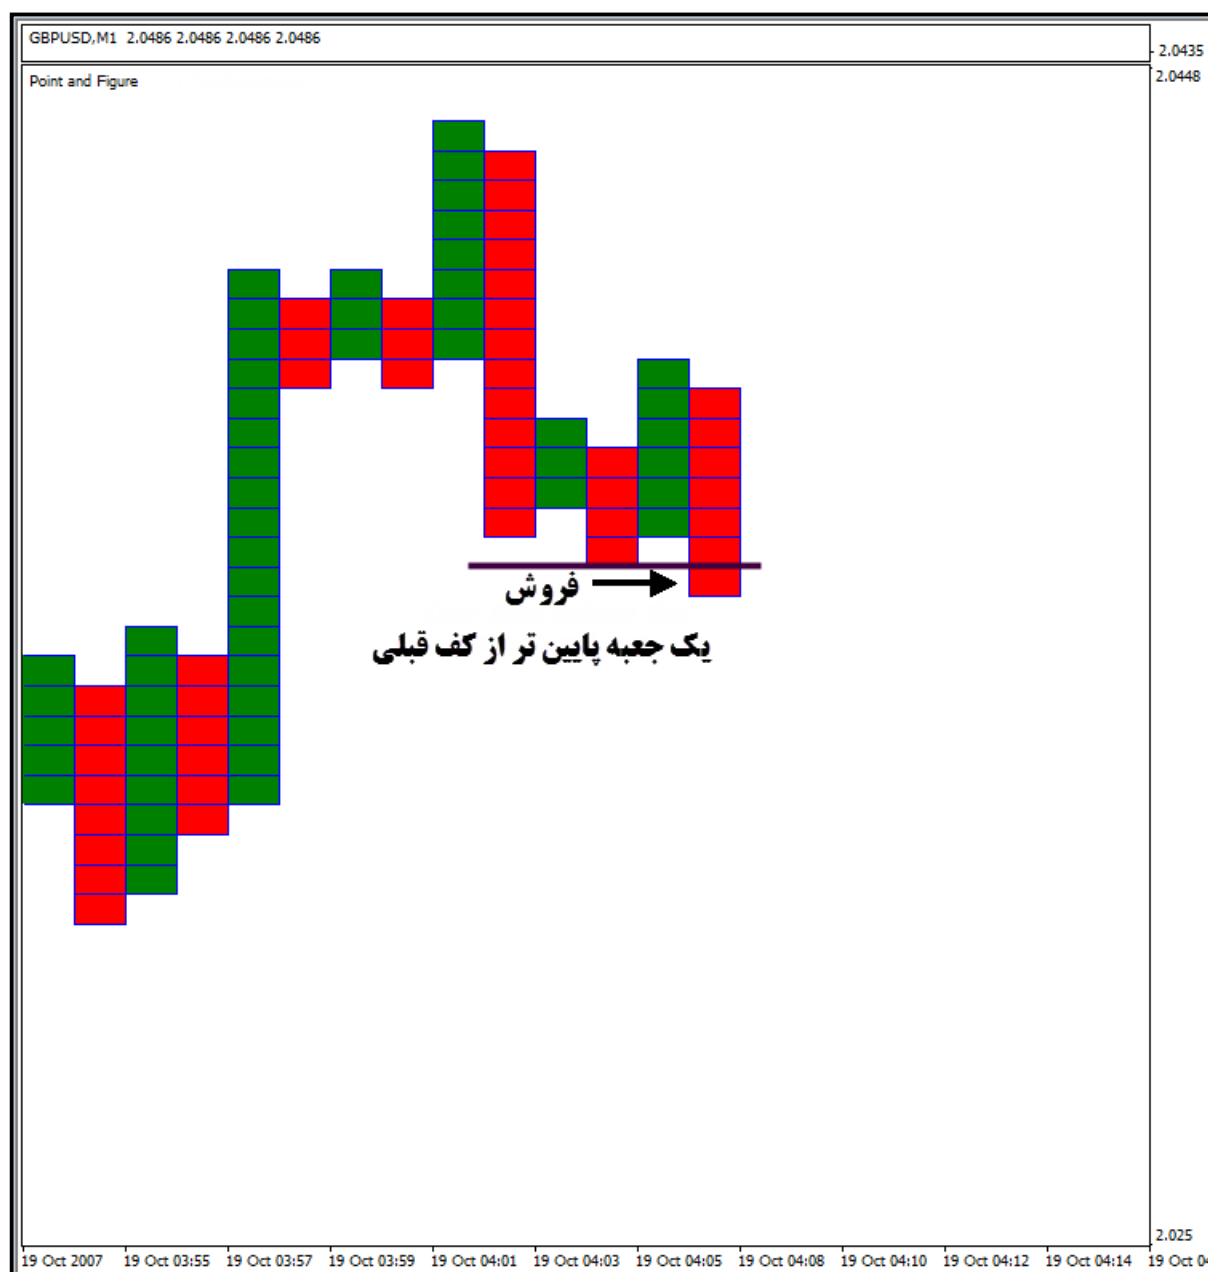 GBPUSD,M1 2.0486 2.0486 2.0486 2.0486
2.0435
Point and Figure
2.0448
فروش
یک جعبه پایین تر از کف قبلی
2.025
19 Oct 2007 19 Oct 03:55 19 Oct 03:57 19 Oct 03:59 19 Oct 04:01 19 Oct 04:03 19 Oct 04:05 19 Oct 04:08 19 Oct 04:10 19 Oct 04:12 19 Oct 04:14 19 Oct